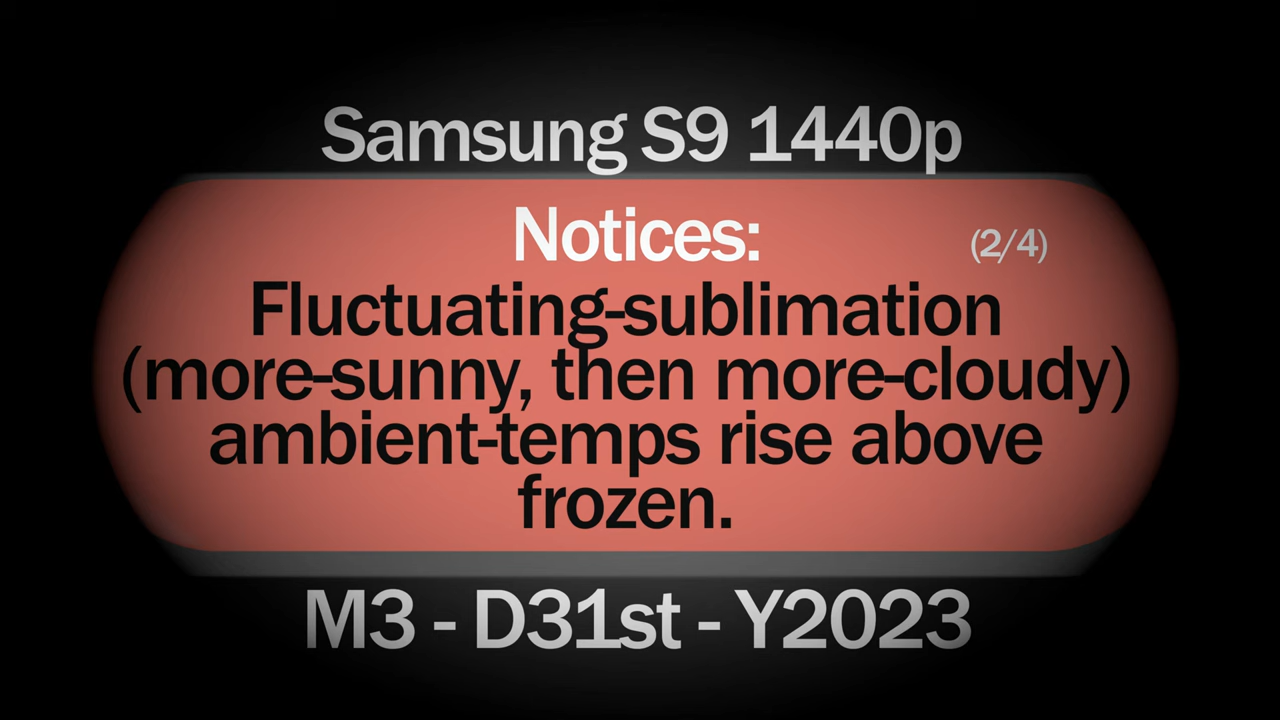 Samsung S9 1440p
Notices:
(2/4)
Fluctuating-sublimation
(more-sunny, then more-cloudy)
ambient-temps rise above
frozen.
M3 - D31st - Y2023